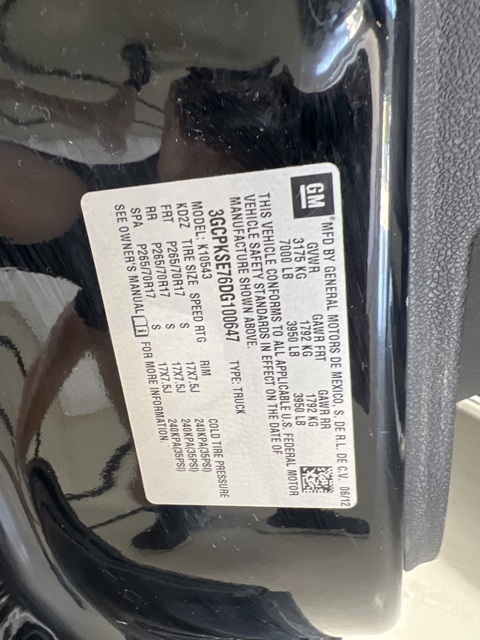 GM
MFD BY GENERAL MOTORS DE MEXICO, S. DE R.L. DE C.V. 06/12
GVWR GAWR FRT GAWR RR
3175 KG 1792 KG 1792 KG
7000 LB 3950 LB 3950 LB
THIS VEHICLE CONFORMS TO ALL APPLICABLE U.S. FEDERAL MOTOR
VEHICLE SAFETY STANDARDS IN EFFECT ON THE DATE OF
MANUFACTURE SHOWN ABOVE.
3GCPKSE76DG100647 TYPE: TRUCK
MODEL: K10543
KD2Z TIRE SIZE SPEED RTG RIM COLD TIRE PRESSURE
FRT P265/70R17 S 17X7.5J 240KPA(35PSI)
RR P265/70R17 S 17X7.5J 240KPA(35PSI)
SPA P265/70R17 S 17X7.5J 240KPA(35PSI)
SEE OWNER'S MANUAL FOR MORE INFORMATION.